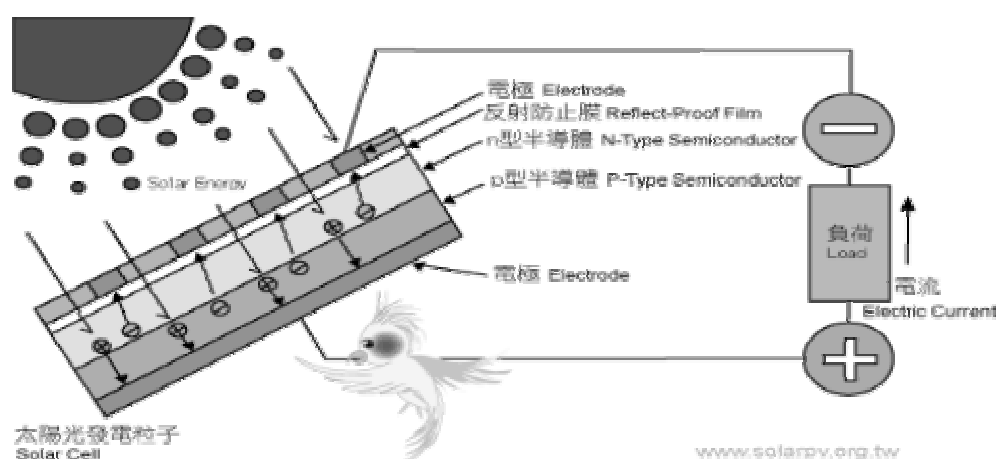 電極 Electrode
反射防止膜 Reflect-Proof Film
n型半導體 N-Type Semiconductor
Solar Energy
p型半導體 P-Type Semiconductor
負荷
Load
電極 Electrode
電流
Electric Current
太陽光發電粒子
Solar Cell
www.solarpv.org.tw